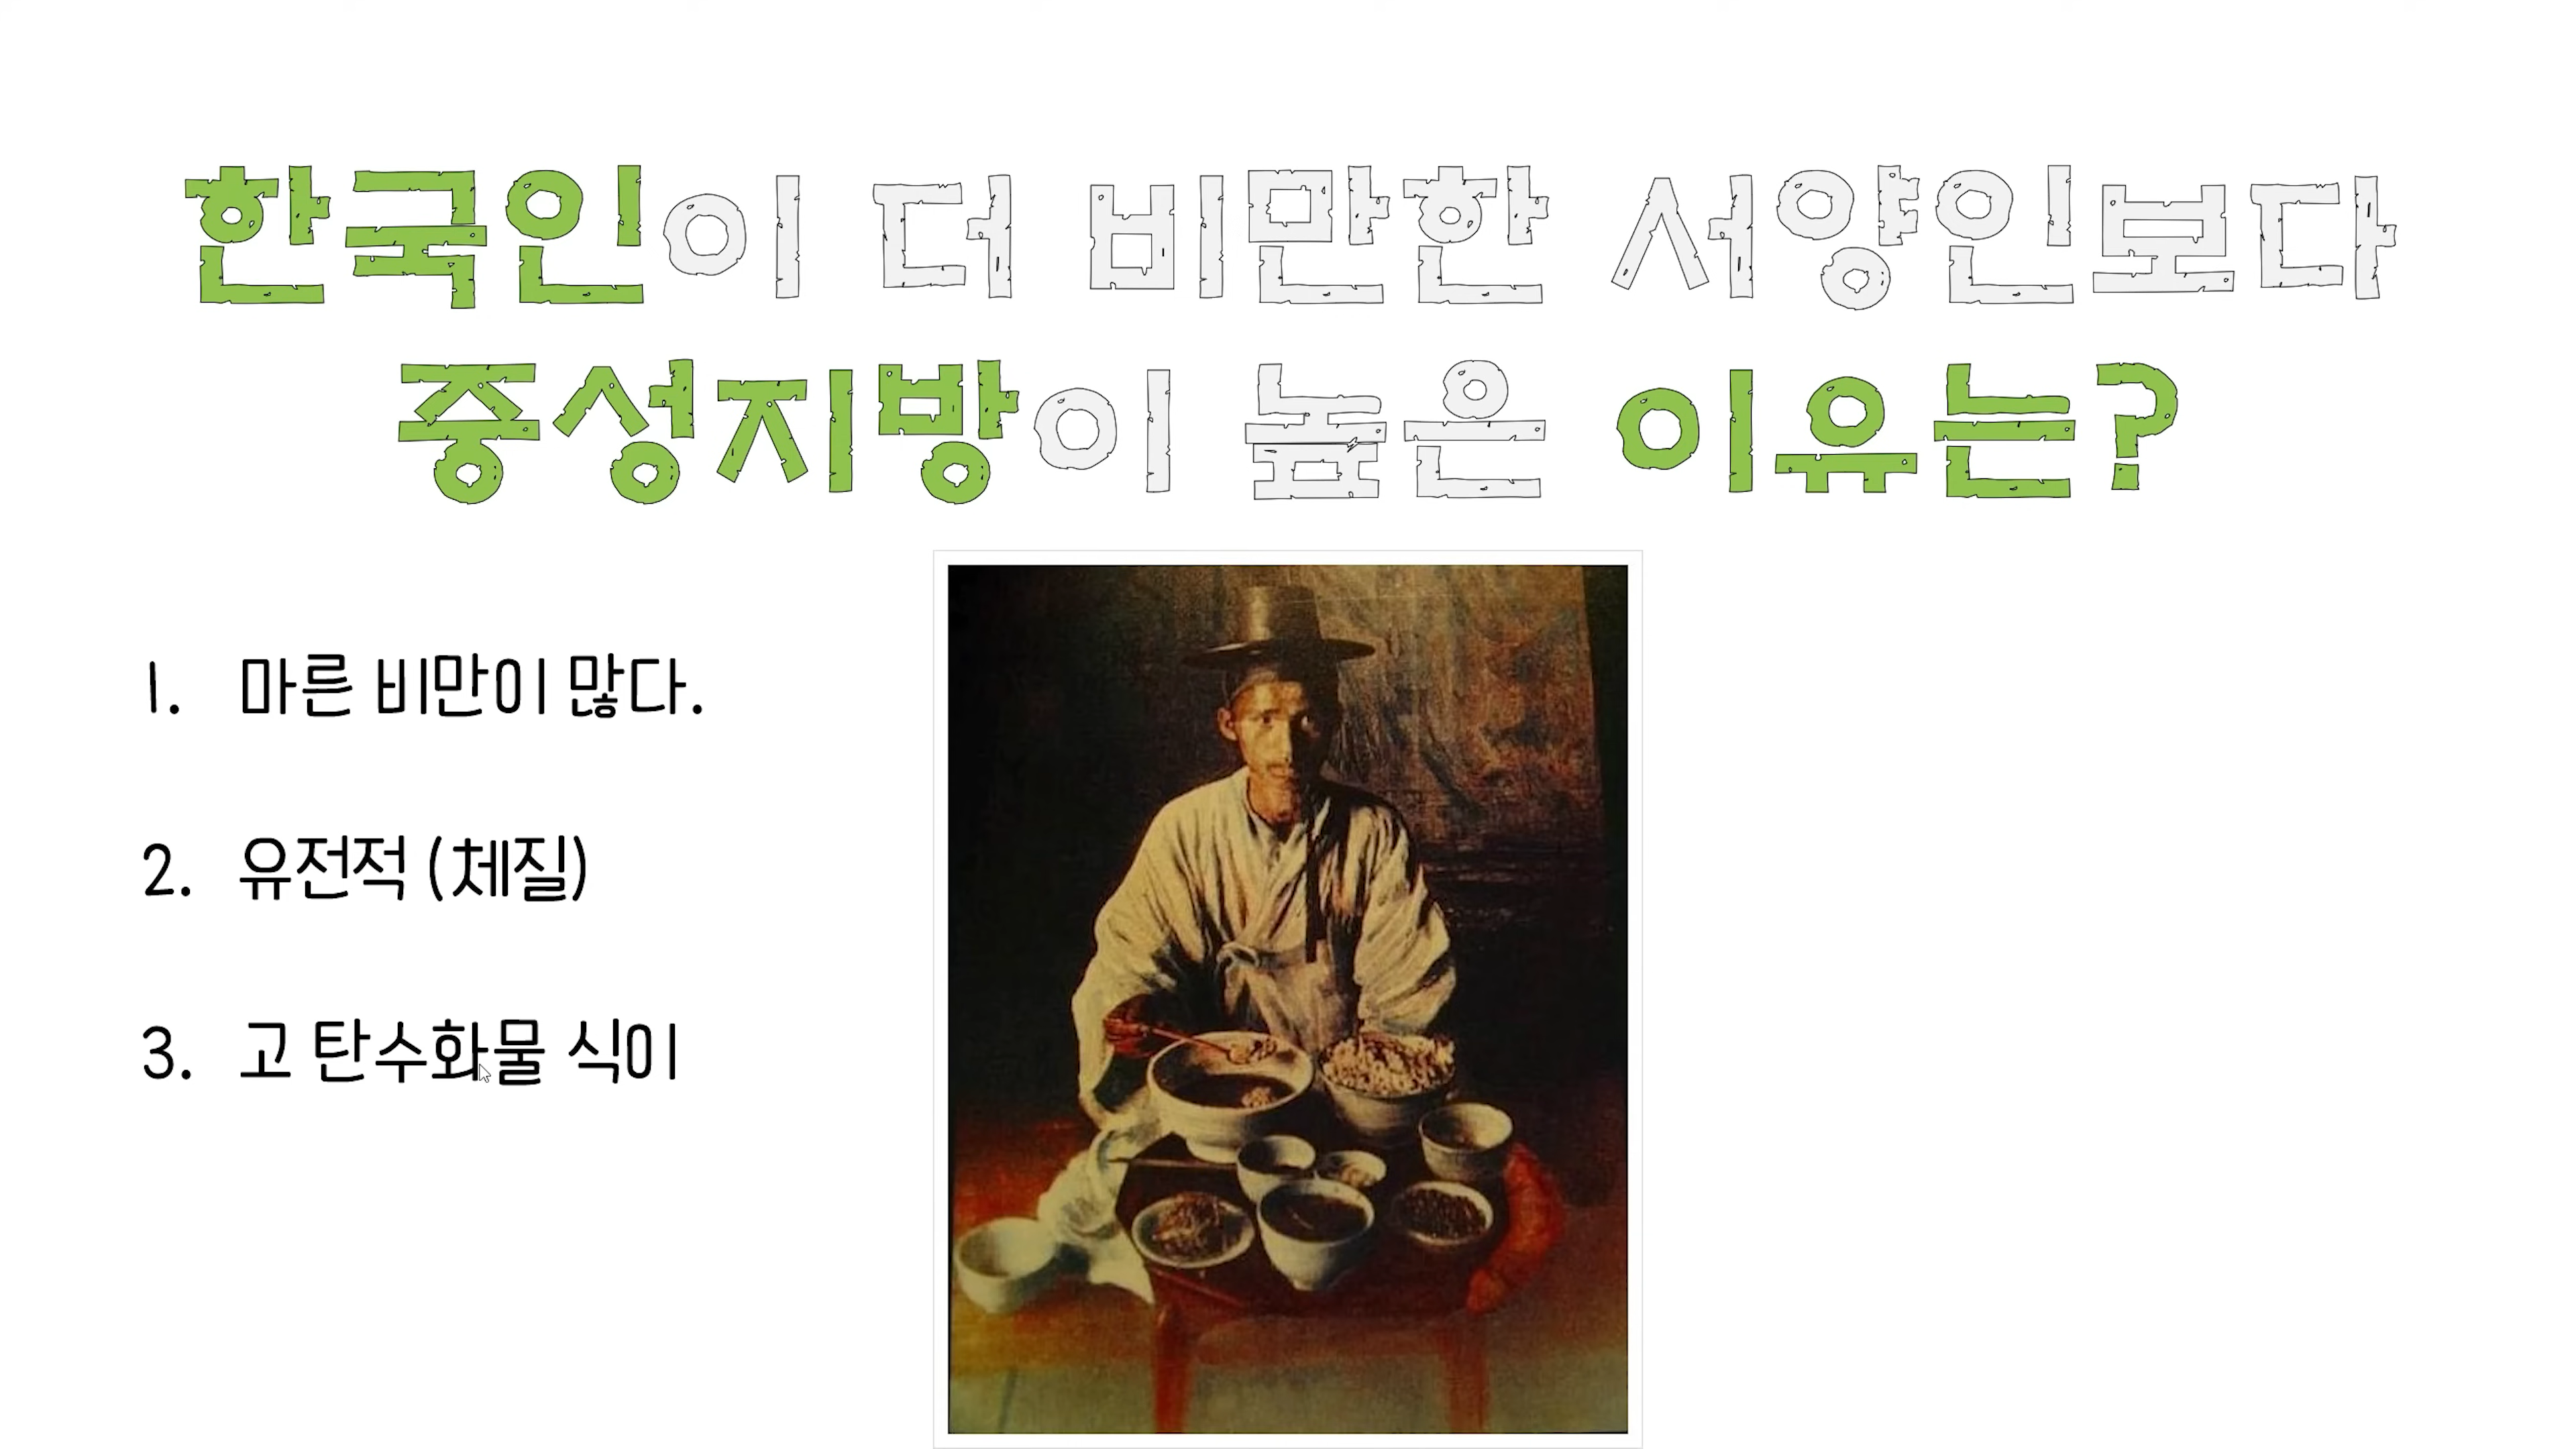 한국인이 더 비만한 서양인보다
중성지방이 높은 이유는?
1. 마른 비만이 많다.
2. 유전적 (체질)
3. 고 탄수화물 식이